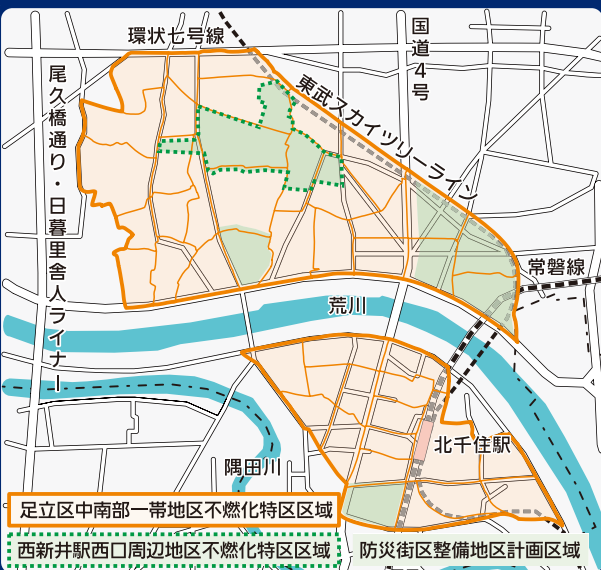 環状七号線
国道4号
尾久橋通り・日暮里舎人ライナー
東武スカイツリーライン
常磐線
荒川
北千住駅
隅田川
足立区中南部一帯地区不燃化特区区域
西新井駅西口周辺地区不燃化特区区域
防災街区整備地区計画区域